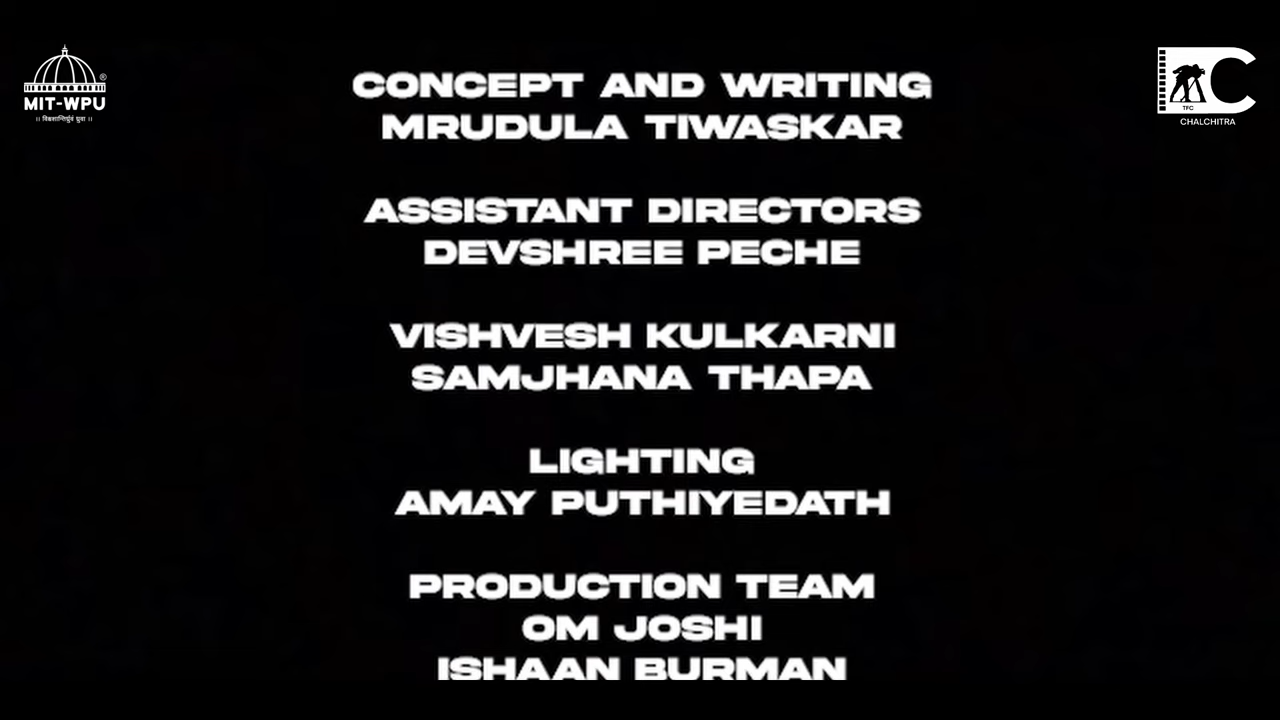 MIT-WPU
CONCEPT AND WRITING
MRUDULA TIWASKAR
ASSISTANT DIRECTORS
DEVSHREE PECHE
VISHVESH KULKARNI
SAMJHANA THAPA
LIGHTING
AMAY PUTHIYEDATH
PRODUCTION TEAM
OM JOSHI
ISHAAN BURMAN
C
TFC
CHALCHITRA